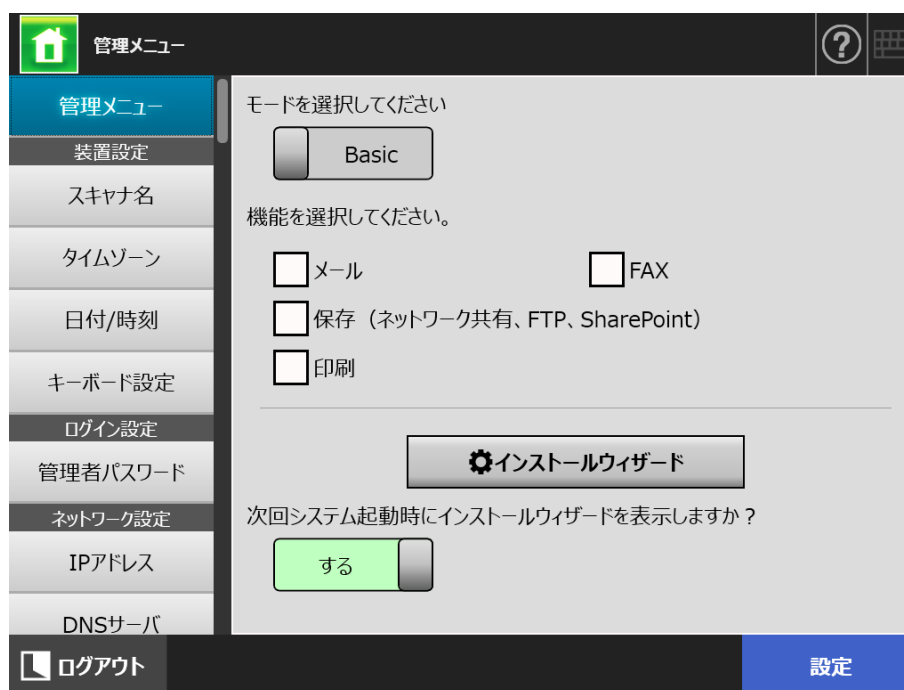 管理メニュー
管理メニュー
装置設定
スキャナ名
タイムゾーン
日付/時刻
キーボード設定
ログイン設定
管理者パスワード
ネットワーク設定
IPアドレス
DNSサーバ
モードを選択してください
Basic
機能を選択してください。
メール
FAX
保存（ネットワーク共有、FTP、SharePoint）
印刷
インストールウィザード
次回システム起動時にインストールウィザードを表示しますか？
する
ログアウト
設定